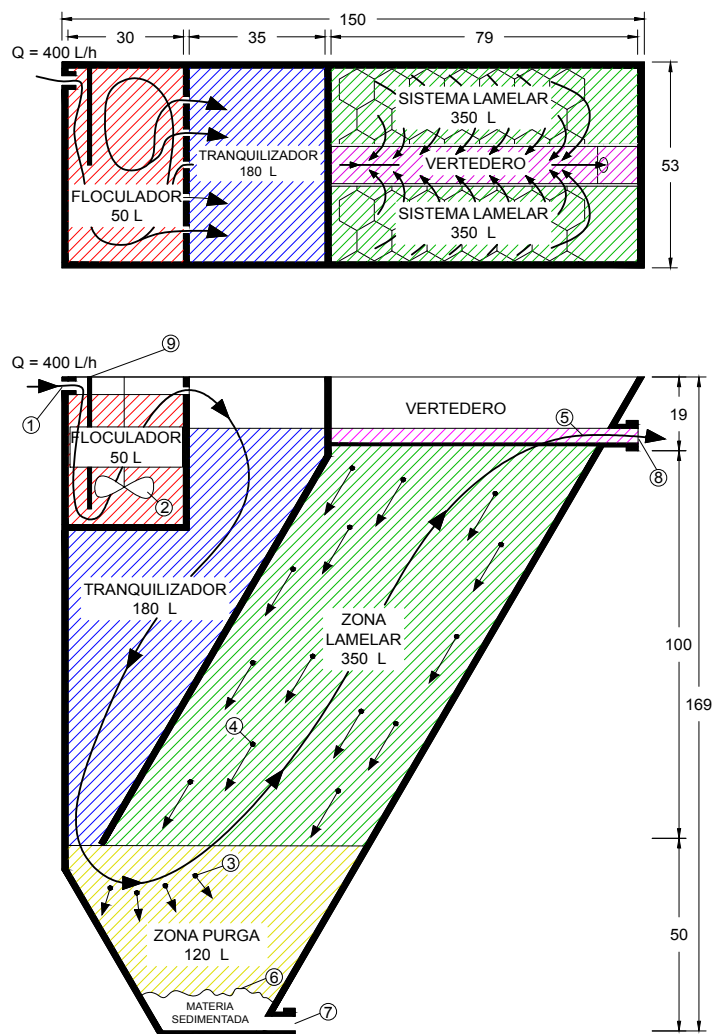 150
30
35
79
Q = 400 L/h
SISTEMA LAMELAR
350 L
TRANQUILIZADOR
180 L
VERTEDERO
53
FLOCULADOR
50 L
SISTEMA LAMELAR
350 L
Q = 400 L/h
9
1
VERTEDERO
5
19
8
FLOCULADOR
50 L
2
TRANQUILIZADOR
180 L
ZONA
LAMELAR
350 L
100
169
4
3
ZONA PURGA
120 L
50
6
MATERIA
SEDIMENTADA
7